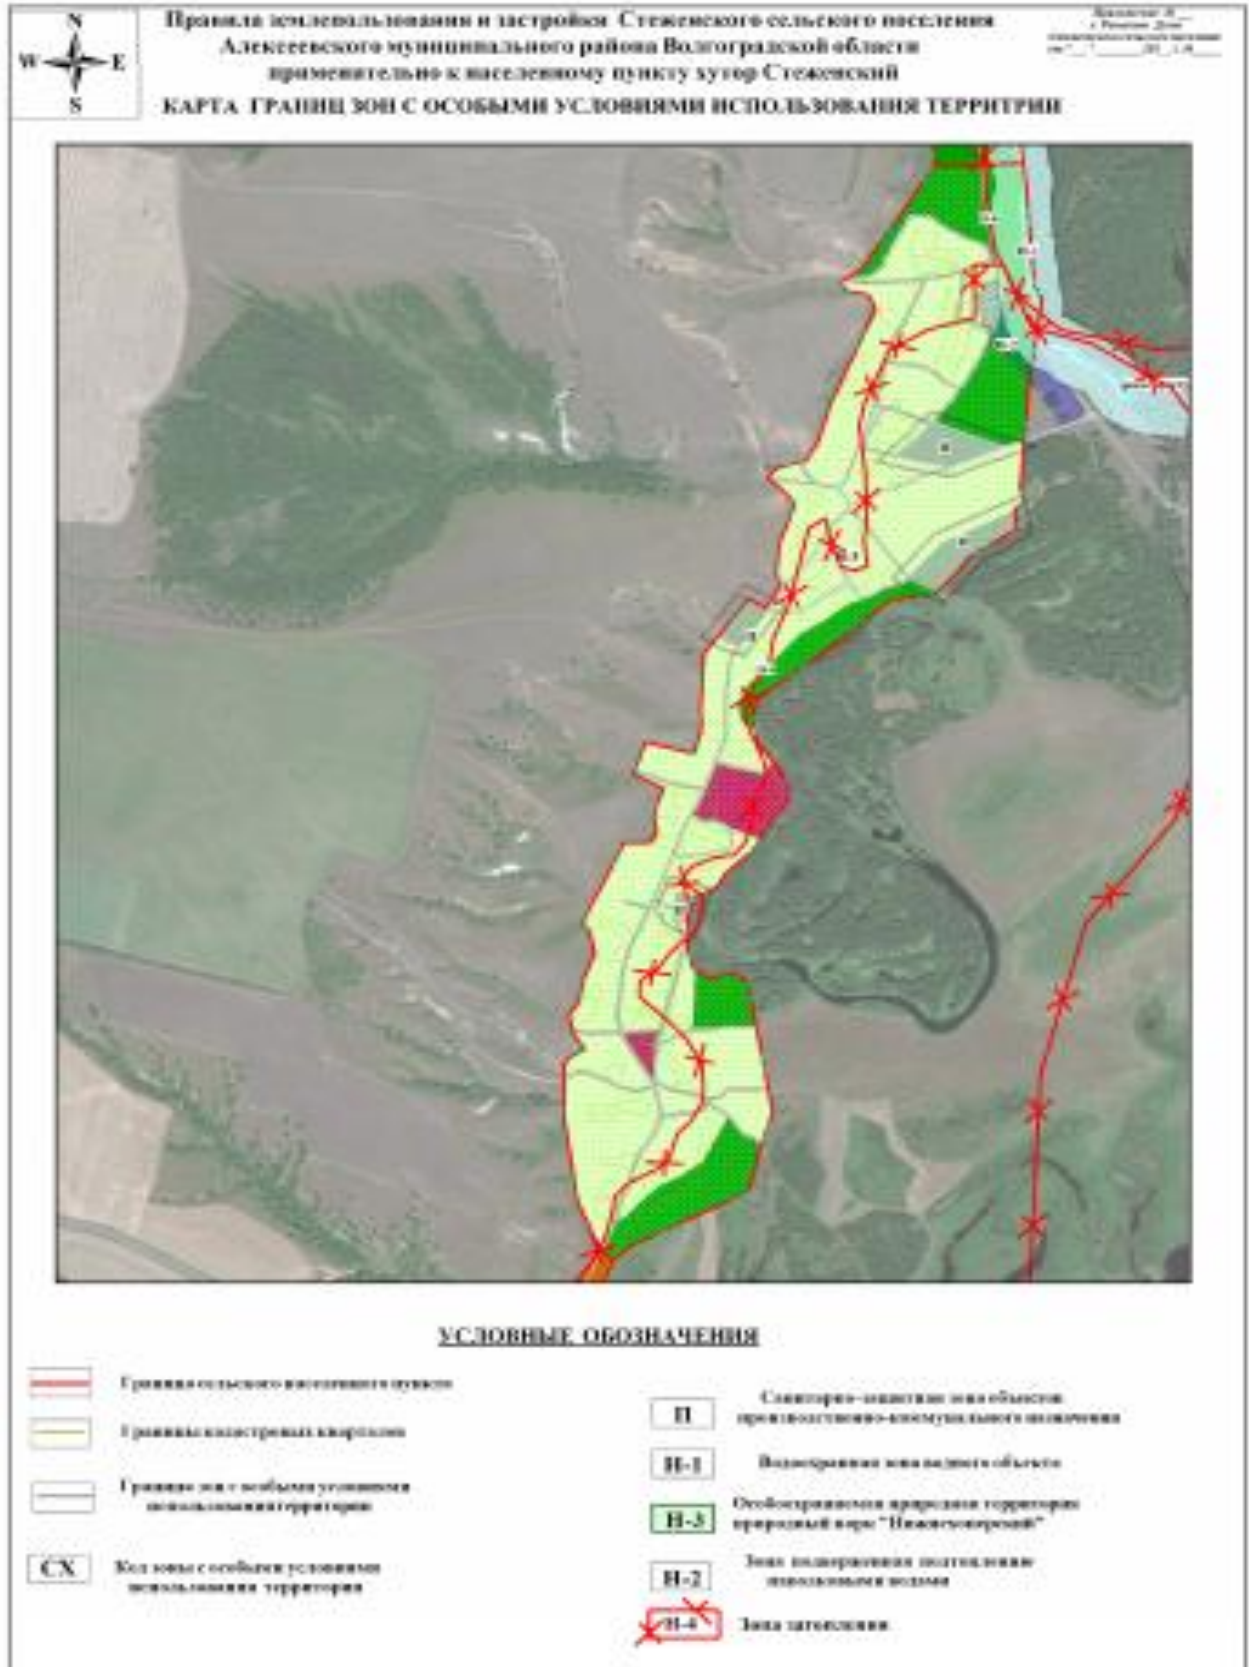 N
W E
S
Правила землепользования и застройки Стеженского сельского поселения
Алексеевского муниципального района Волгоградской области
применительно к населенному пункту хутор Стеженский
КАРТА ГРАНИЦ ЗОН С ОСОБЫМИ УСЛОВИЯМИ ИСПОЛЬЗОВАНИЯ ТЕРРИТРИИ
УСЛОВНЫЕ ОБОЗНАЧЕНИЯ
Граница сельского населенного пункта
Границы кадастровых кварталов
Граница зон с особыми условиями
использования территории
СХ
Код зоны с особыми условиями
использования территории
П
Санитарно-защитная зона объектов
производственно-коммунального назначения
Н-1
Водоохранная зона водного объекта
Н-3
Особоохраняемая природная территория
природный парк "Нижнехоперский"
Н-2
Зона подверженная подтоплению
паводковыми водами
Н-4
Зона затопления